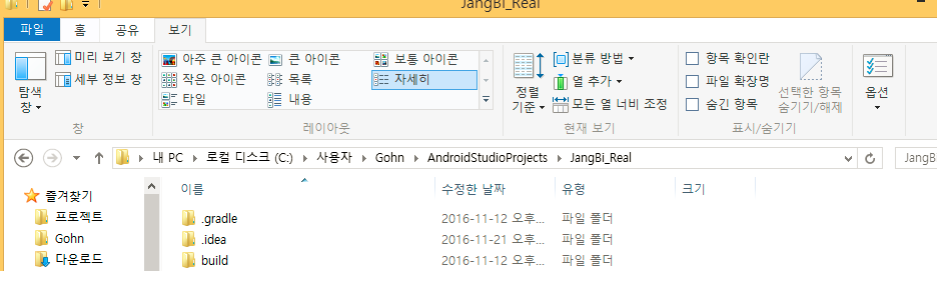 JangBi_Real
파일 홈 공유 보기
미리 보기 창 아주 큰 아이콘 큰 아이콘 보통 아이콘 분류 방법 항목 확인란
세부 정보 창 작은 아이콘 목록 자세히 열 추가 파일 확장명
탐색 창 타일 내용 정렬 기준 모든 열 너비 조정 숨긴 항목 선택한 항목 숨기기/해제 옵션
창 레이아웃 현재 보기 표시/숨기기
내 PC 로컬 디스크 (C:) 사용자 Gohn AndroidStudioProjects JangBi_Real JangB
즐겨찾기 이름 수정한 날짜 유형 크기
프로젝트 .gradle 2016-11-12 오후... 파일 폴더
Gohn .idea 2016-11-21 오후... 파일 폴더
다운로드 build 2016-11-12 오후... 파일 폴더